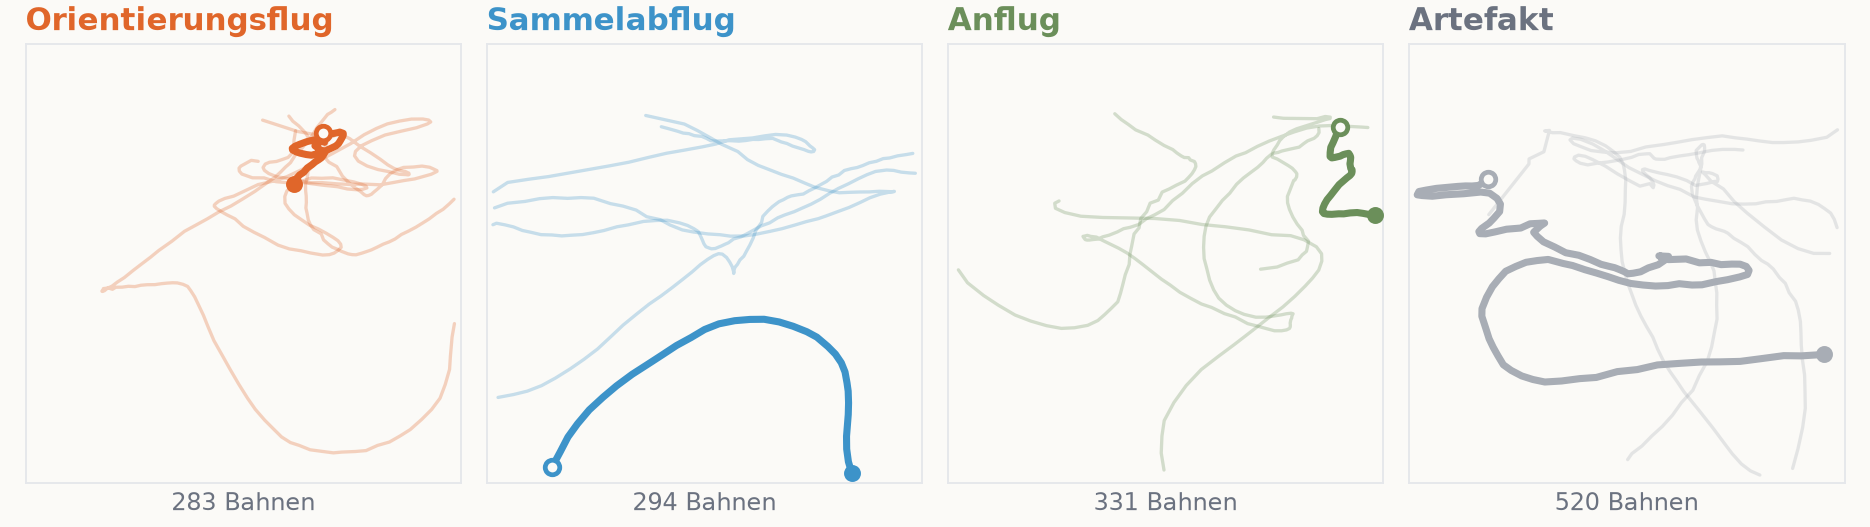 Orientierungsflug
Sammelabflug
Anflug
Artefakt
283 Bahnen
294 Bahnen
331 Bahnen
520 Bahnen